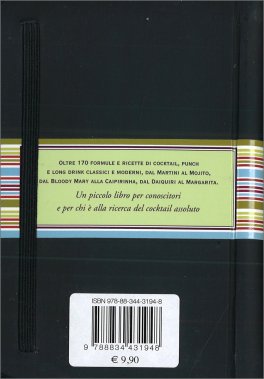 OLTRE 170 FORMULE E RICETTE DI COCKTAIL, PUNCH
E LONG DRINK CLASSICI E MODERNI, DAL MARTINI AL MOJITO,
DAL BLOODY MARY ALLA CAIPIRINHA, DAL DAIQUIRI AL MARGARITA.
Un piccolo libro per conoscitori
e per chi è alla ricerca del cocktail assoluto
ISBN 978-88-344-3194-8
9 788834 431948
€ 9,90